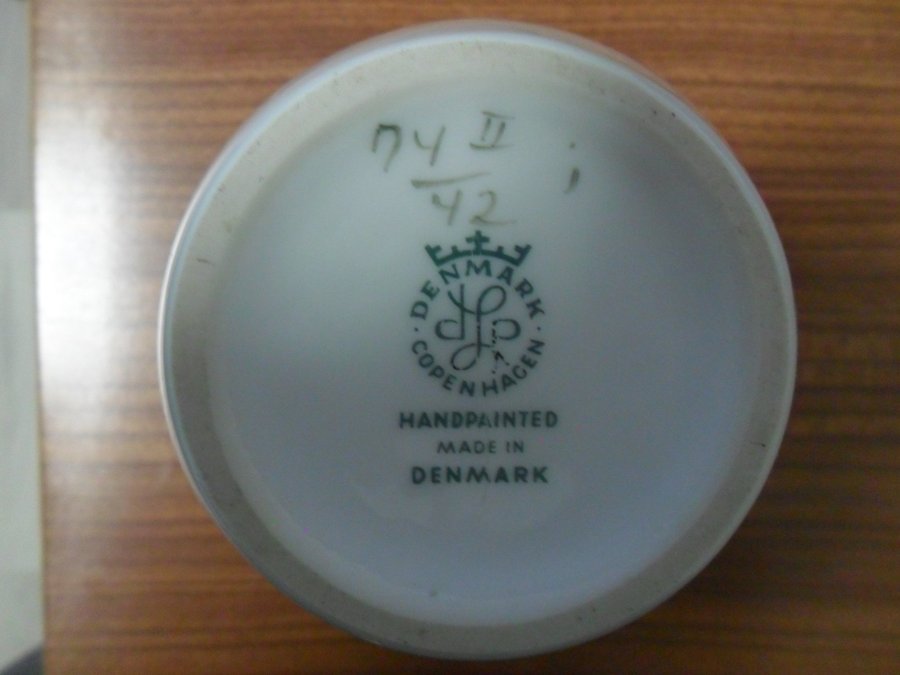 74 II ;
42
DENMARK
COPENHAGEN
HANDPAINTED
MADE IN
DENMARK